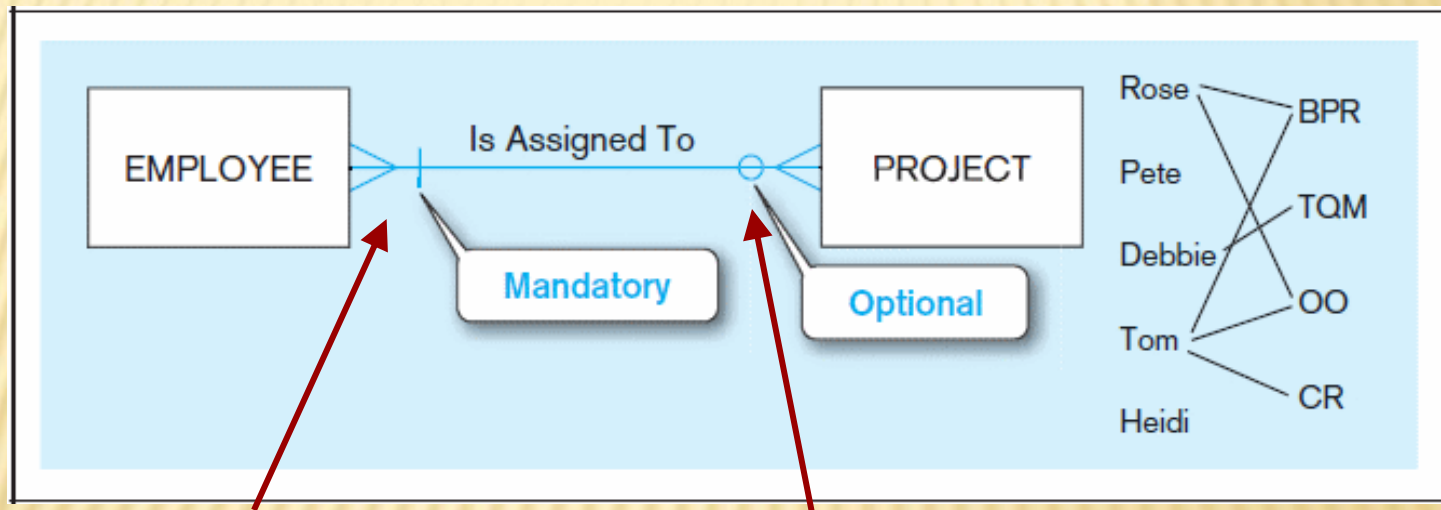 EMPLOYEE
Is Assigned To
PROJECT
Mandatory
Optional
Rose
Pete
Debbie
Tom
Heidi
BPR
TQM
OO
CR